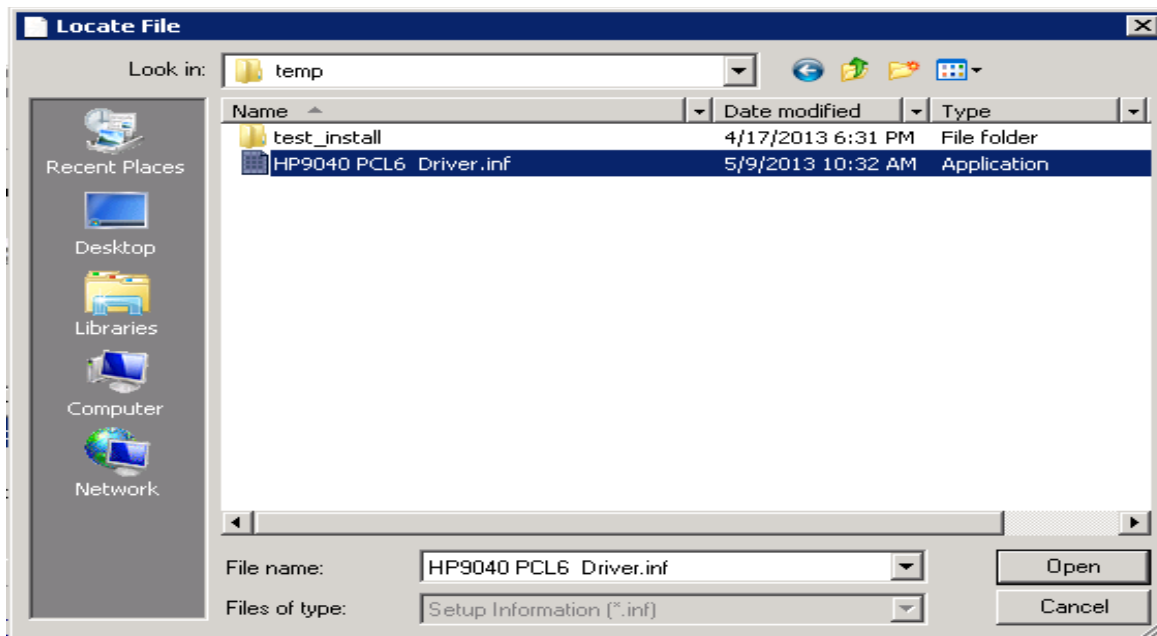 Locate File
Look in: temp
Name Date modified Type
test_install 4/17/2013 6:31 PM File folder
HP9040 PCL6  Driver.inf 5/9/2013 10:32 AM Application
Recent Places
Desktop
Libraries
Computer
Network
File name: HP9040 PCL6  Driver.inf Open
Files of type: Setup Information (*.inf) Cancel